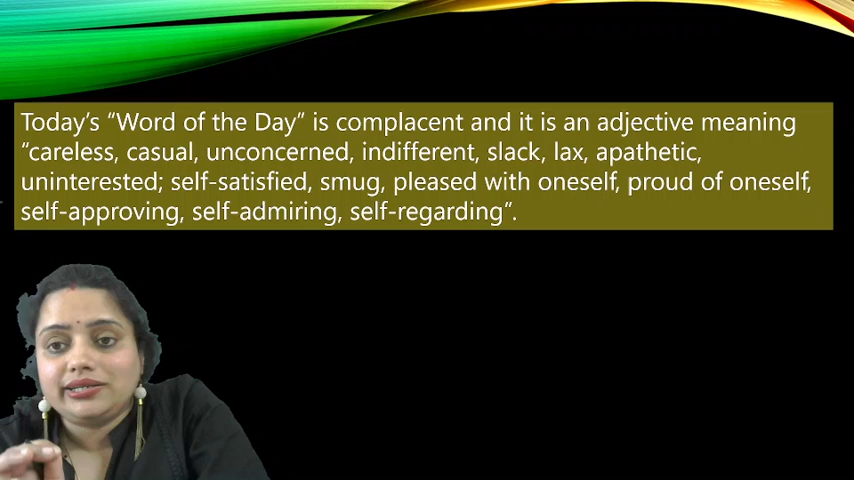 Today's “Word of the Day” is complacent and it is an adjective meaning
“careless, casual, unconcerned, indifferent, slack, lax, apathetic,
uninterested; self-satisfied, smug, pleased with oneself, proud of oneself,
self-approving, self-admiring, self-regarding”.